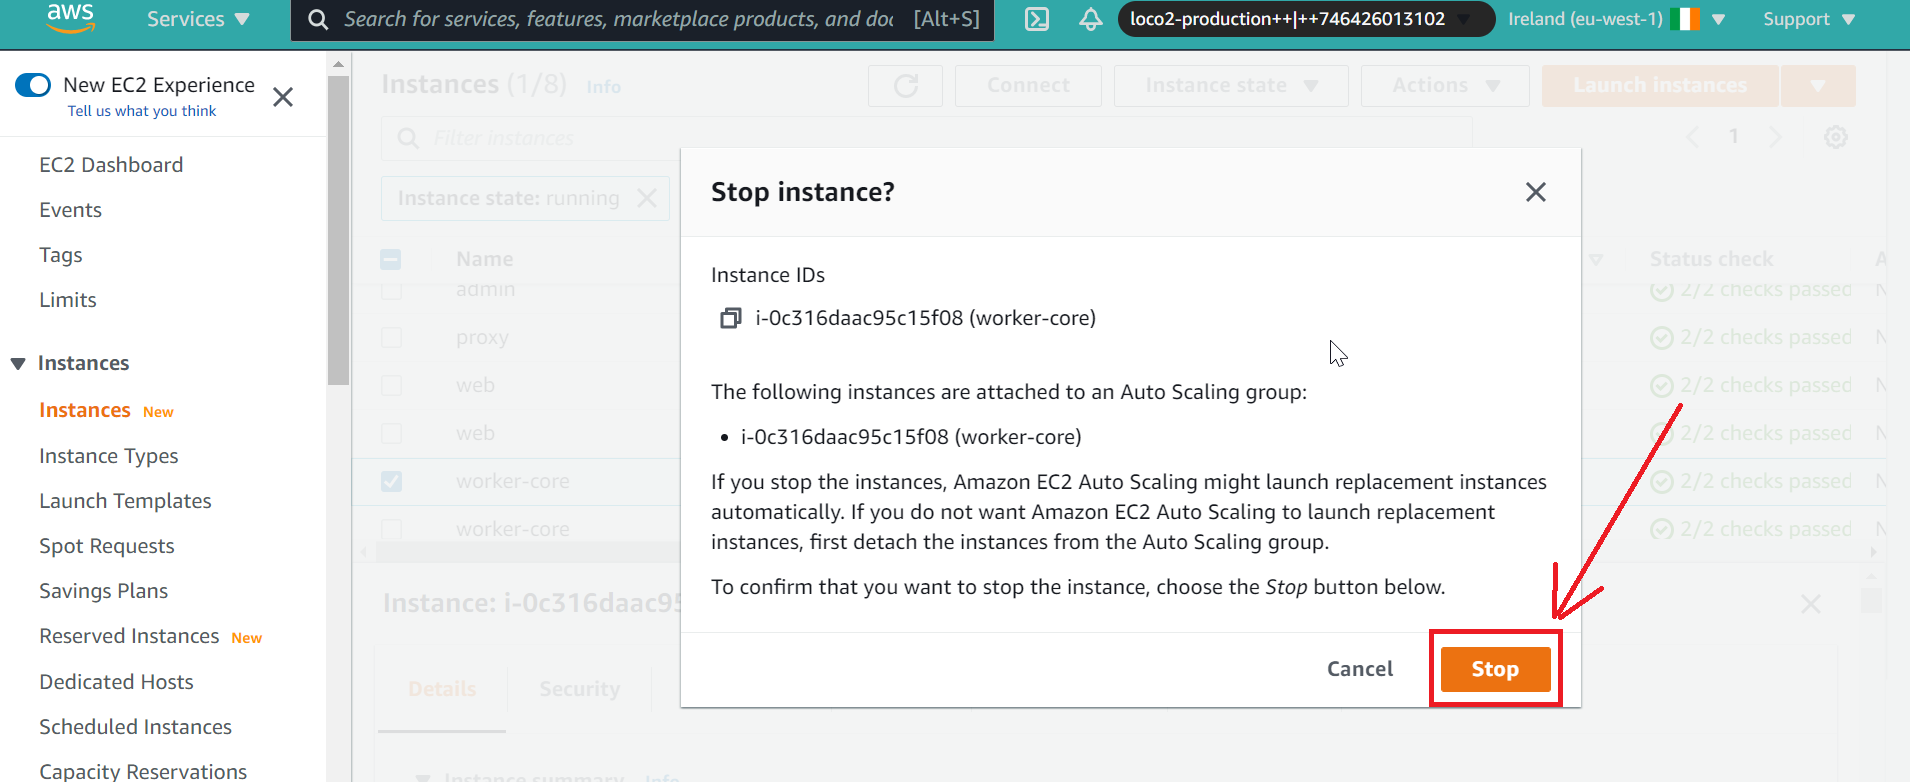 aws
Services
Search for services, features, marketplace products, and doc
[Alt+S]
loco2-production++|++746426013102
Ireland (eu-west-1)
Support
New EC2 Experience
Tell us what you think
EC2 Dashboard
Events
Tags
Limits
Instances
Instances New
Instance Types
Launch Templates
Spot Requests
Savings Plans
Reserved Instances New
Dedicated Hosts
Scheduled Instances
Capacity Reservations
Instances (1/8) Info
Connect
Instance state
Actions
Launch instances
Filter instances
1
Instance state: running
Name
Status check
A
admin
2/2 checks passed N
proxy
2/2 checks passed N
web
2/2 checks passed N
web
2/2 checks passed N
worker-core
2/2 checks passed N
worker-core
2/2 checks passed N
Instance: i-0c316daac95
Details
Security
Instance summary Info
Stop instance?
Instance IDs
i-0c316daac95c15f08 (worker-core)
The following instances are attached to an Auto Scaling group:
• i-0c316daac95c15f08 (worker-core)
If you stop the instances, Amazon EC2 Auto Scaling might launch replacement instances
automatically. If you do not want Amazon EC2 Auto Scaling to launch replacement
instances, first detach the instances from the Auto Scaling group.
To confirm that you want to stop the instance, choose the Stop button below.
Cancel
Stop